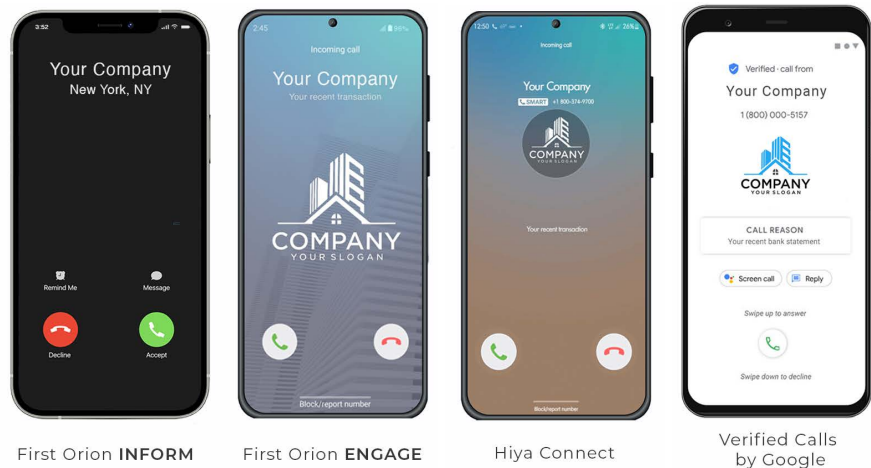 3:52
Your Company
New York, NY
Remind Me
Message
Decline
Accept
First Orion INFORM
2:45
98%
Incoming call
Your Company
Your recent transaction
COMPANY
YOUR SLOGAN
Block/report number
First Orion ENGAGE
12:50
26%
Incoming call
Your Company
SMART +1 800-374-9700
COMPANY
YOUR SLOGAN
Your recent transaction
Block/report number
Hiya Connect
Verified · call from
Your Company
1 (800) 000-5157
COMPANY
YOUR SLOGAN
CALL REASON
Your recent bank statement
Screen call
Reply
Swipe up to answer
Swipe down to decline
Verified Calls
by Google